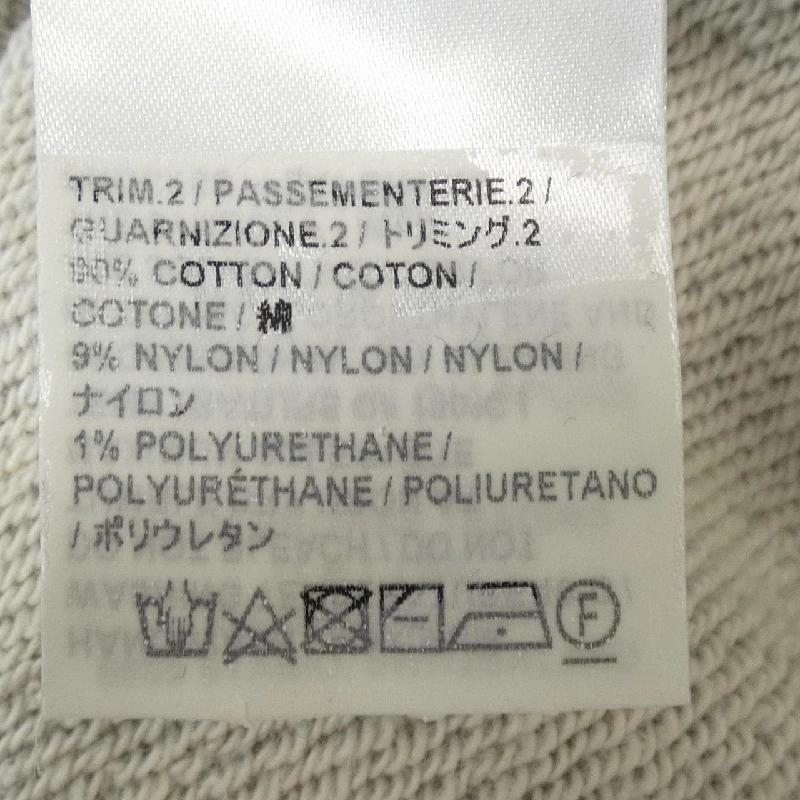 TRIM.2 / PASSEMENTERIE.2 /
GUARNIZIONE.2 / トリミング.2
90% COTTON / COTON /
COTONE / 綿
9% NYLON / NYLON / NYLON /
ナイロン
1% POLYURETHANE /
POLYURÉTHANE / POLIURETANO
/ ポリウレタン
F